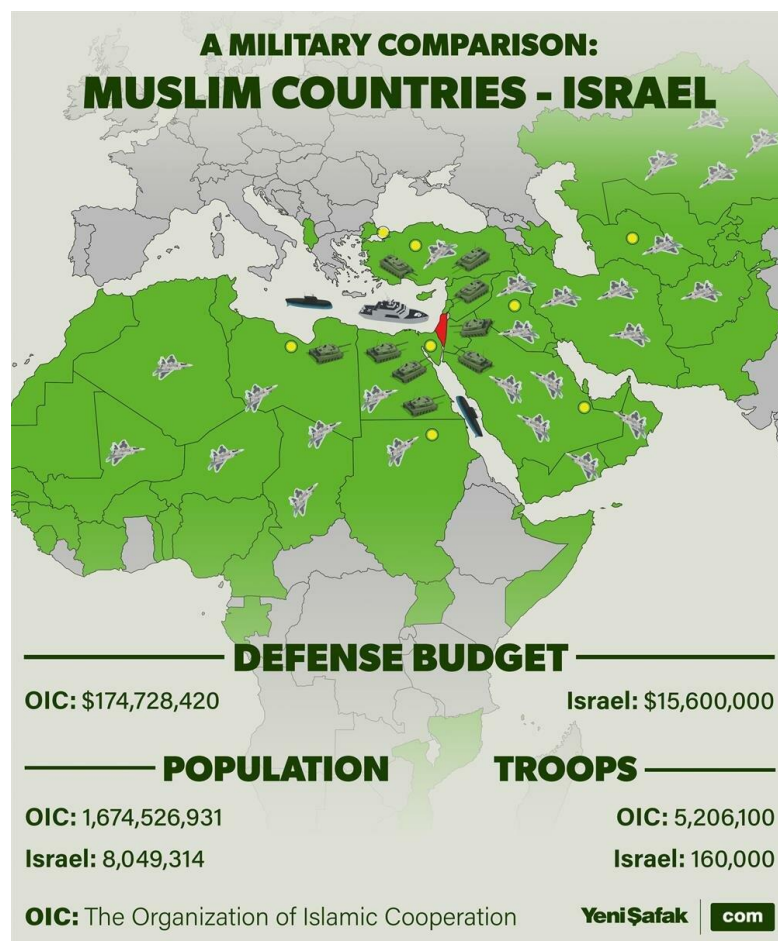 A MILITARY COMPARISON:
MUSLIM COUNTRIES - ISRAEL
DEFENSE BUDGET
OIC: $174,728,420
Israel: $15,600,000
POPULATION
TROOPS
OIC: 1,674,526,931
OIC: 5,206,100
Israel: 8,049,314
Israel: 160,000
OIC: The Organization of Islamic Cooperation
YeniŞafak com